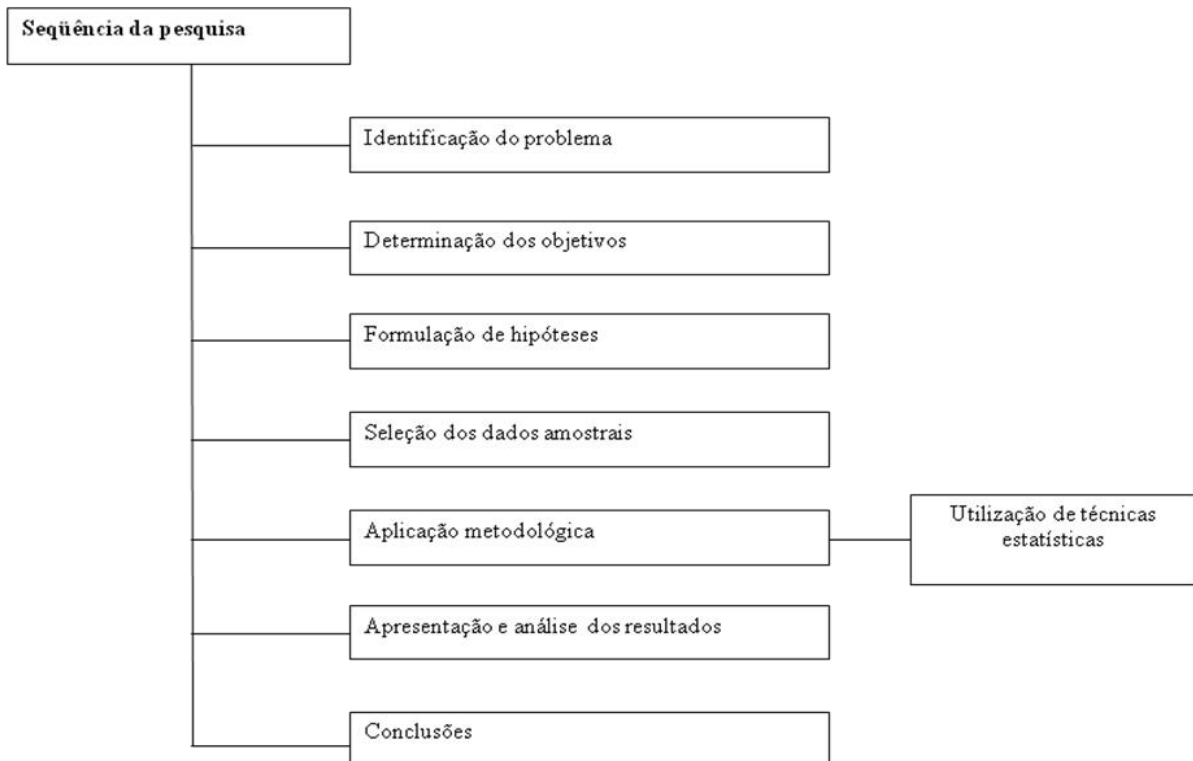 Seqüência da pesquisa
Identificação do problema
Determinação dos objetivos
Formulação de hipóteses
Seleção dos dados amostrais
Aplicação metodológica
Utilização de técnicas
estatísticas
Apresentação e análise dos resultados
Conclusões